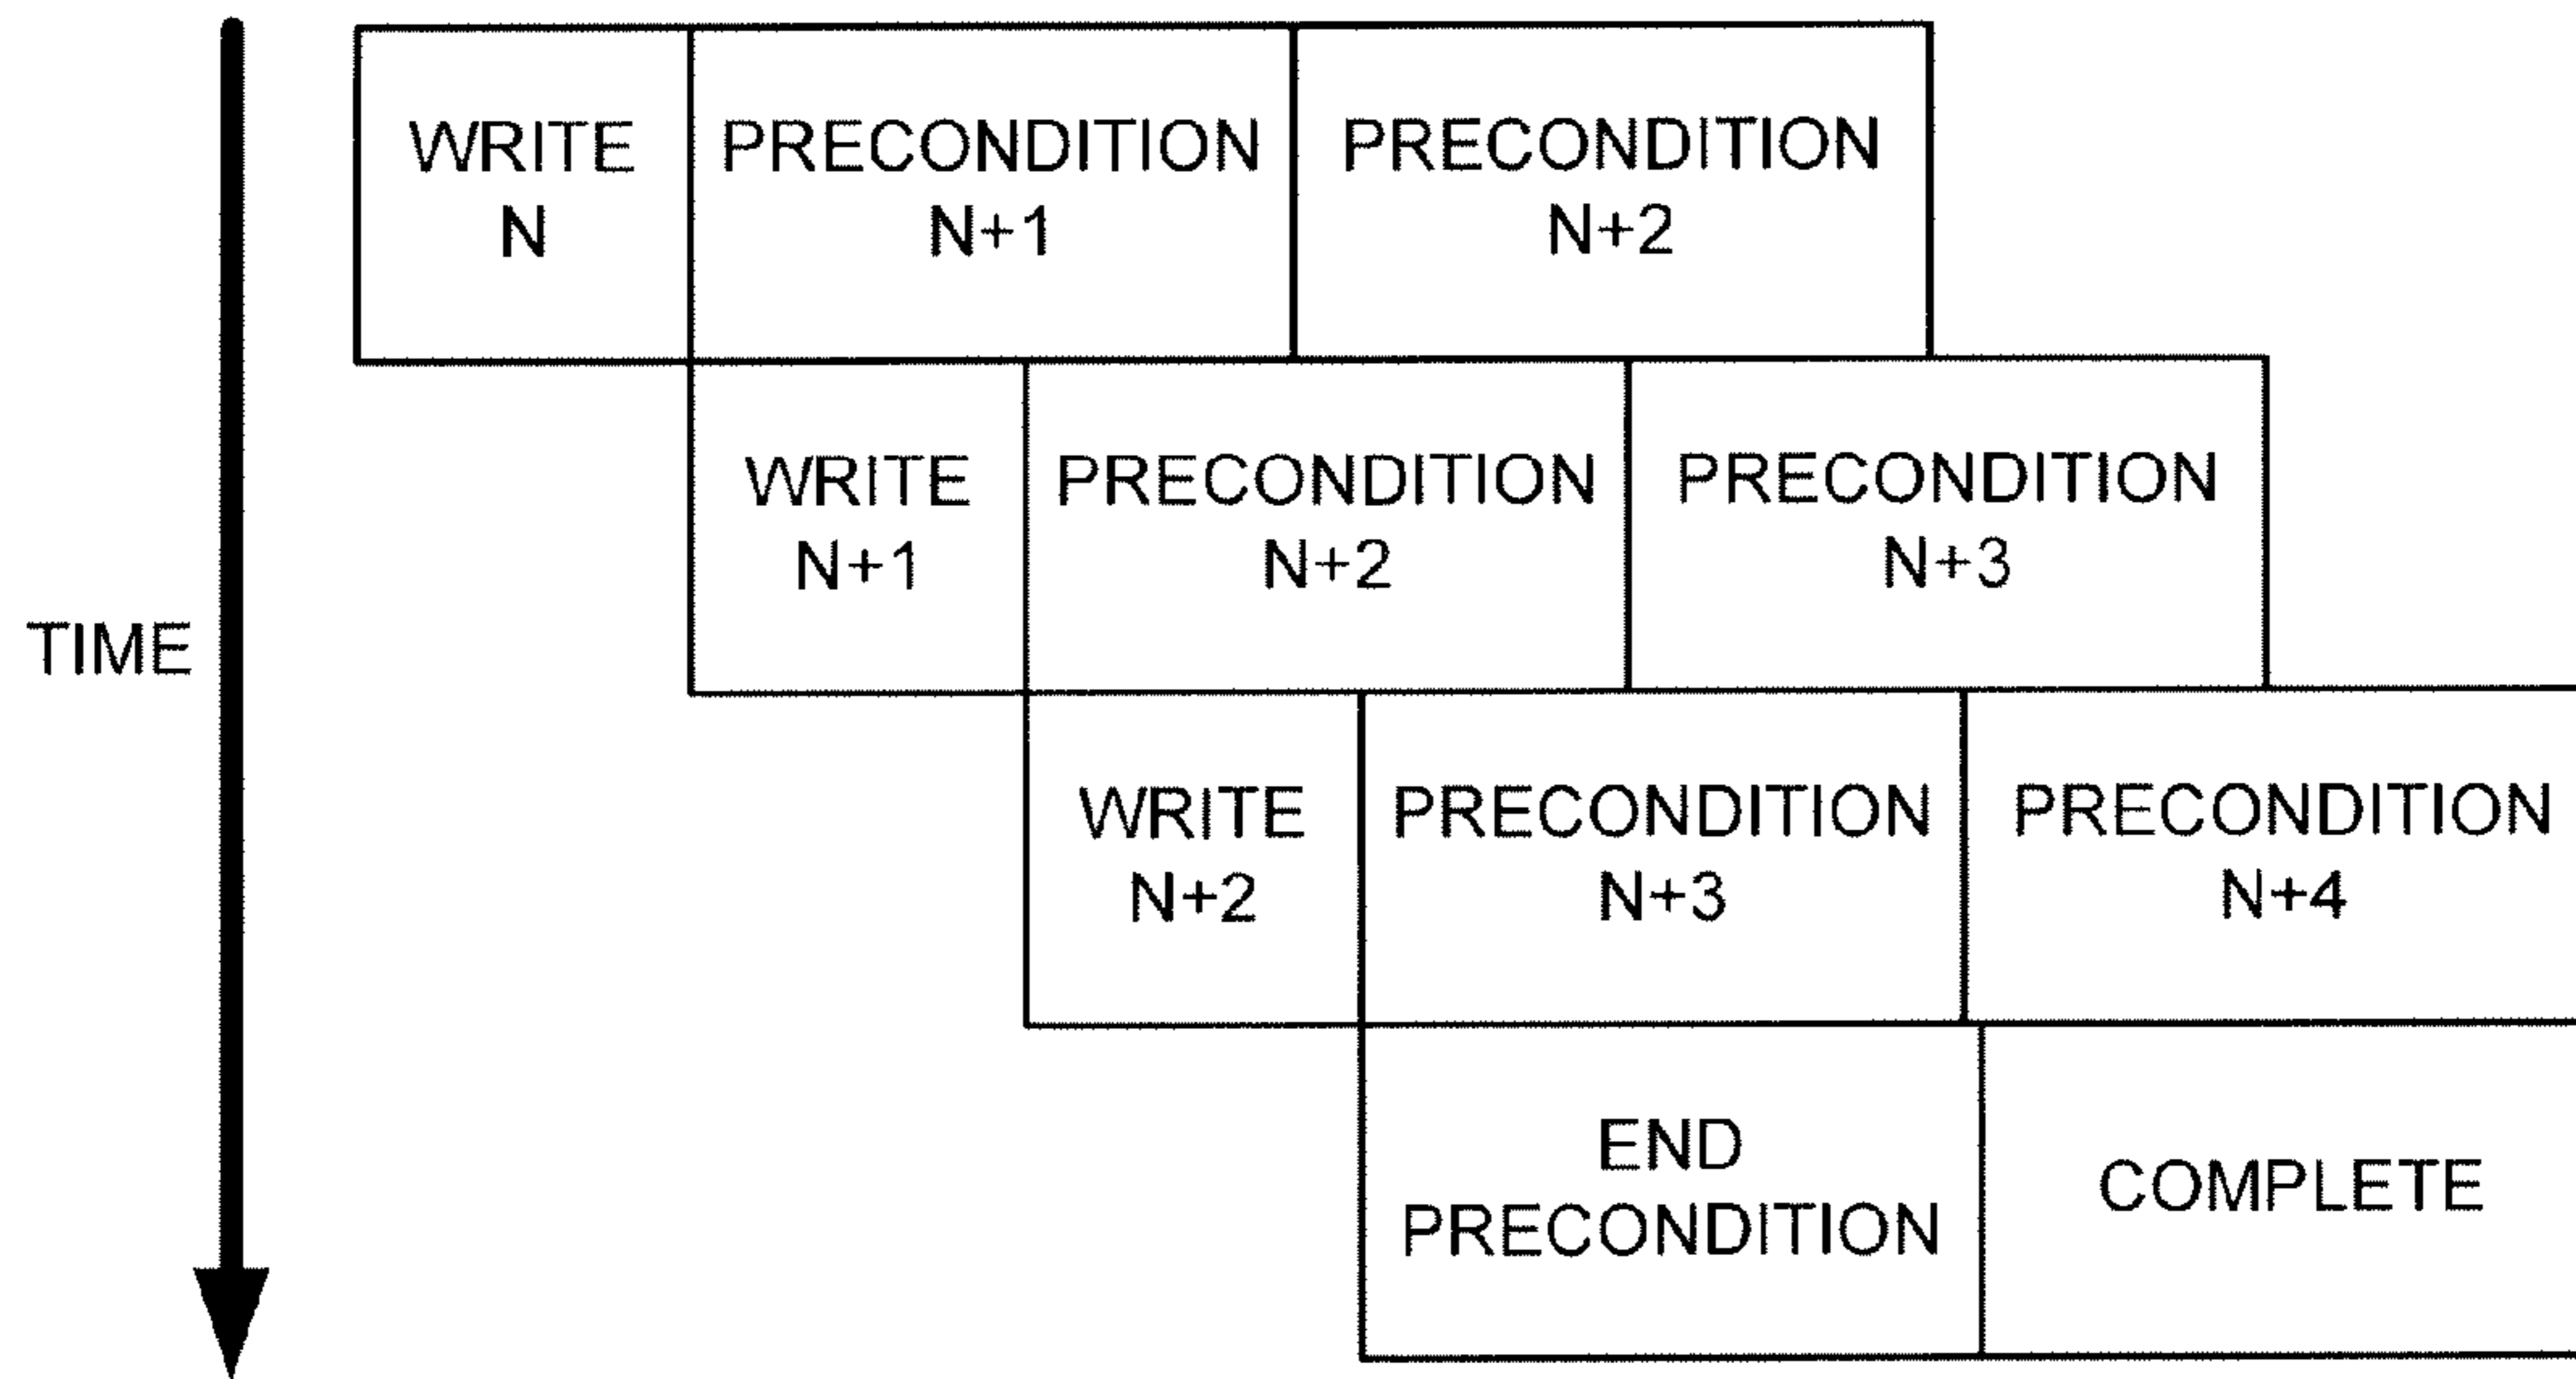 WRITE
N
PRECONDITION
N+1
PRECONDITION
N+2
WRITE
N+1
PRECONDITION
N+2
PRECONDITION
N+3
TIME
WRITE
N+2
PRECONDITION
N+3
PRECONDITION
N+4
END
PRECONDITION
COMPLETE